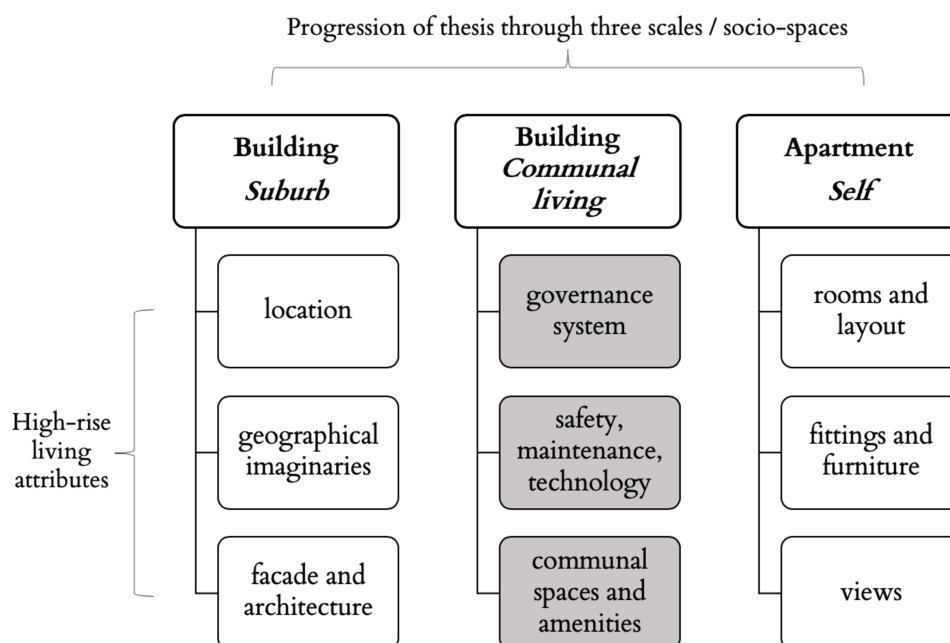 Progression of thesis through three scales / socio-spaces
Building
Suburb
Building
Communal
living
Apartment
Self
High-rise
living
attributes
location
geographical
imaginaries
facade and
architecture
governance
system
safety,
maintenance,
technology
communal
spaces and
amenities
rooms and
layout
fittings and
furniture
views